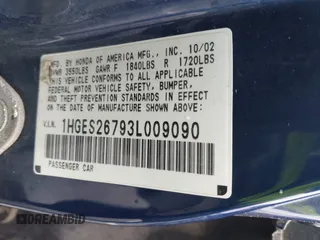 MFD. BY HONDA OF AMERICA MFG., INC. 10/02
GVWR 3550LBS GAWR F 1840LBS R 1720LBS
THIS VEHICLE CONFORMS TO ALL APPLICABLE
FEDERAL MOTOR VEHICLE SAFETY, BUMPER,
AND THEFT PREVENTION STANDARDS IN
EFFECT ON THE DATE OF MANUFACTURE
SHOWN ABOVE.
V.I.N. 1HGES26793L009090
PASSENGER CAR
DREAMBID